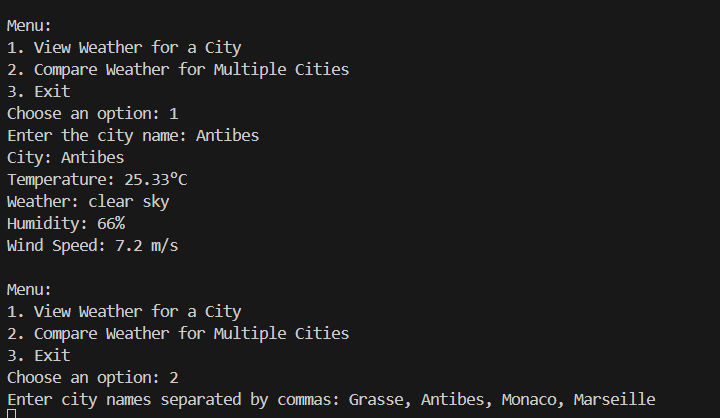 Menu:
1. View Weather for a City
2. Compare Weather for Multiple Cities
3. Exit
Choose an option: 1
Enter the city name: Antibes
City: Antibes
Temperature: 25.33°C
Weather: clear sky
Humidity: 66%
Wind Speed: 7.2 m/s
Menu:
1. View Weather for a City
2. Compare Weather for Multiple Cities
3. Exit
Choose an option: 2
Enter city names separated by commas: Grasse, Antibes, Monaco, Marseille